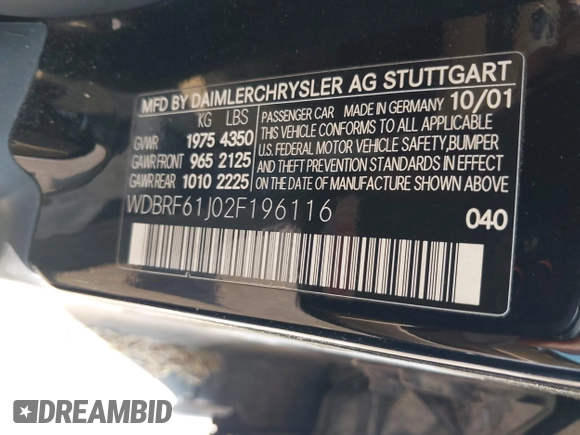 MFD BY DAIMLERCHRYSLER AG STUTTGART
KG LBS
GVWR 1975 4350
GAWR FRONT 965 2125
GAWR REAR 1010 2225
PASSENGER CAR MADE IN GERMANY 10/01
THIS VEHICLE CONFORMS TO ALL APPLICABLE
U.S. FEDERAL MOTOR VEHICLE SAFETY, BUMPER
AND THEFT PREVENTION STANDARDS IN EFFECT
ON THE DATE OF MANUFACTURE SHOWN ABOVE.
WDBRF61J02F196116
040
DREAMBID